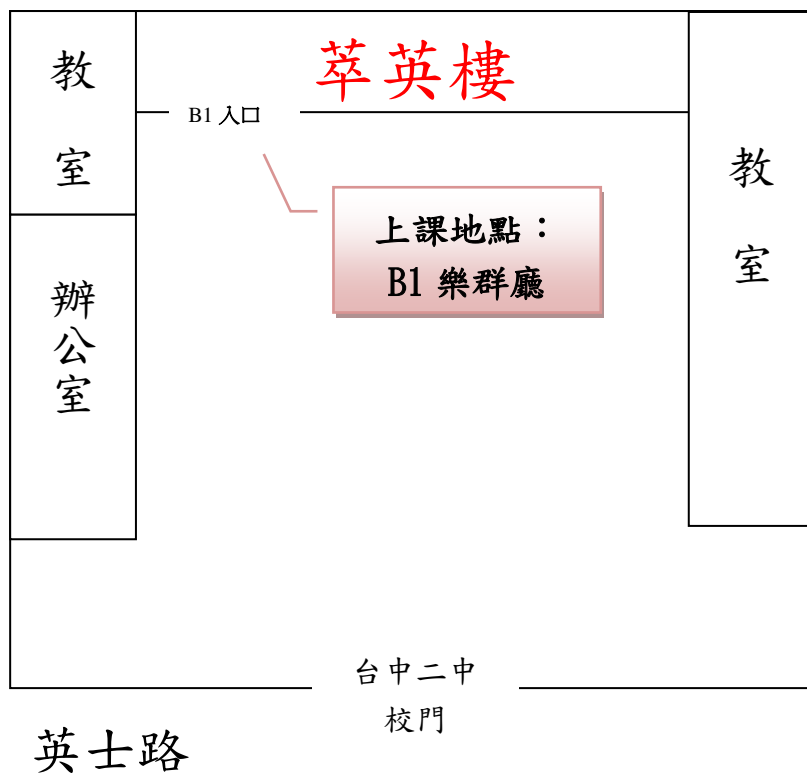 萃英樓
教室
B1 入口
教室
上課地點：
B1 樂群廳
辦公室
台中二中
校門
英士路